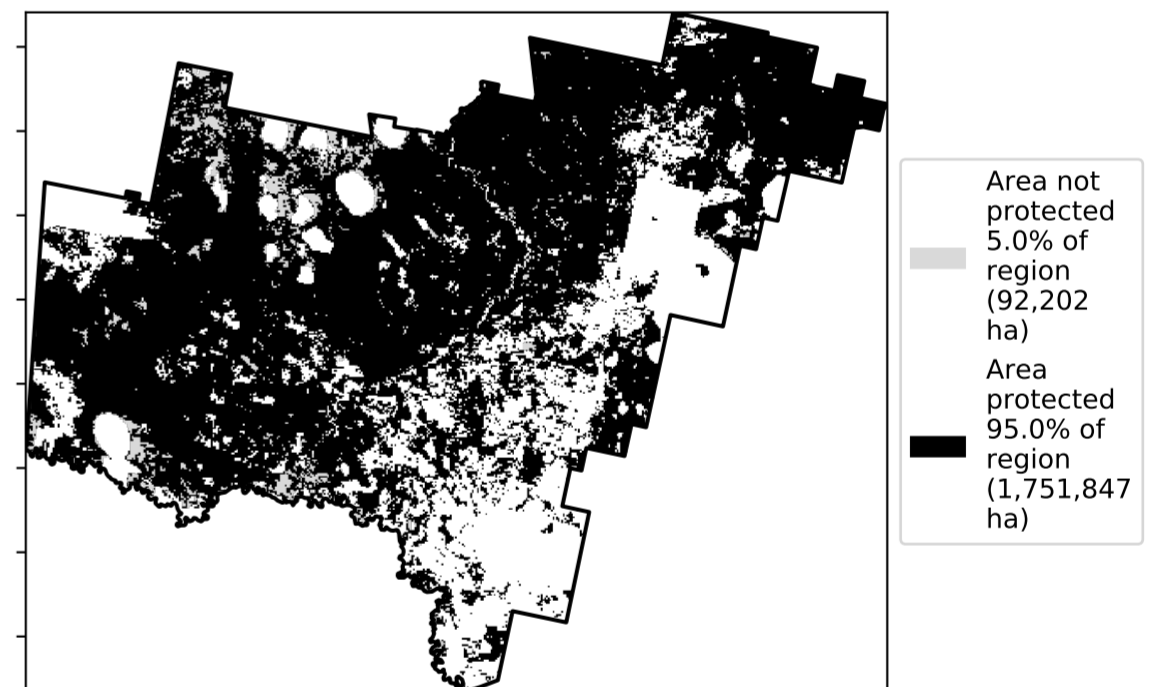 Area not
protected
5.0% of
region
(92,202
ha)
Area
protected
95.0% of
region
(1,751,847
ha)